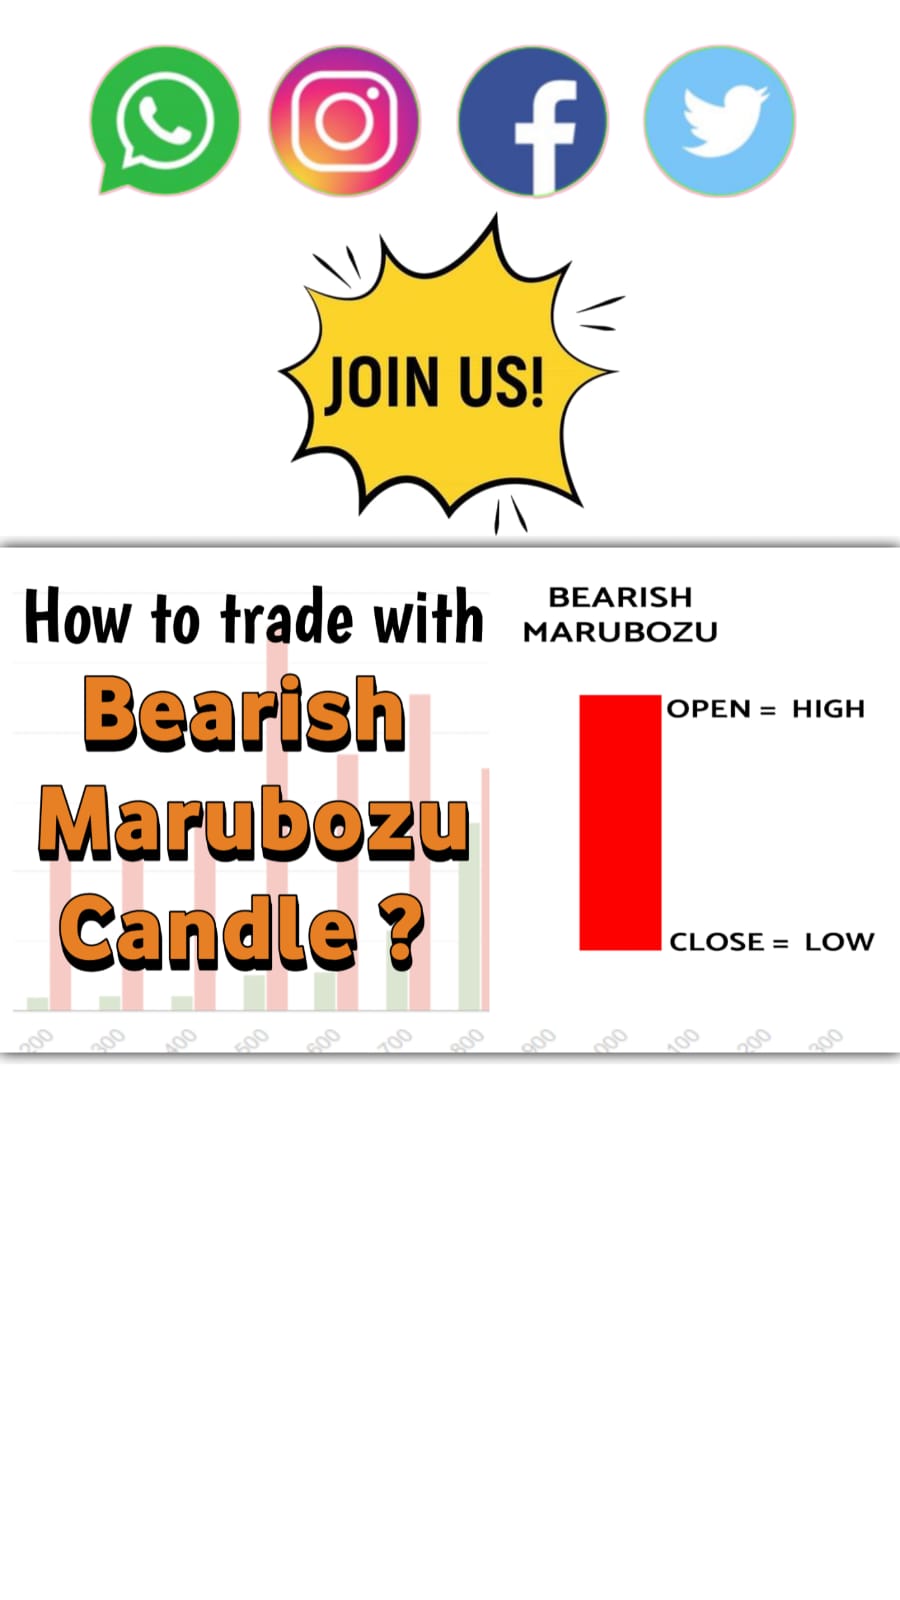 JOIN US!
How to trade with
Bearish
Marubozu
Candle ?
BEARISH
MARUBOZU
OPEN = HIGH
CLOSE = LOW
200 300 400 500 600 700 800 900 000 100 200 300